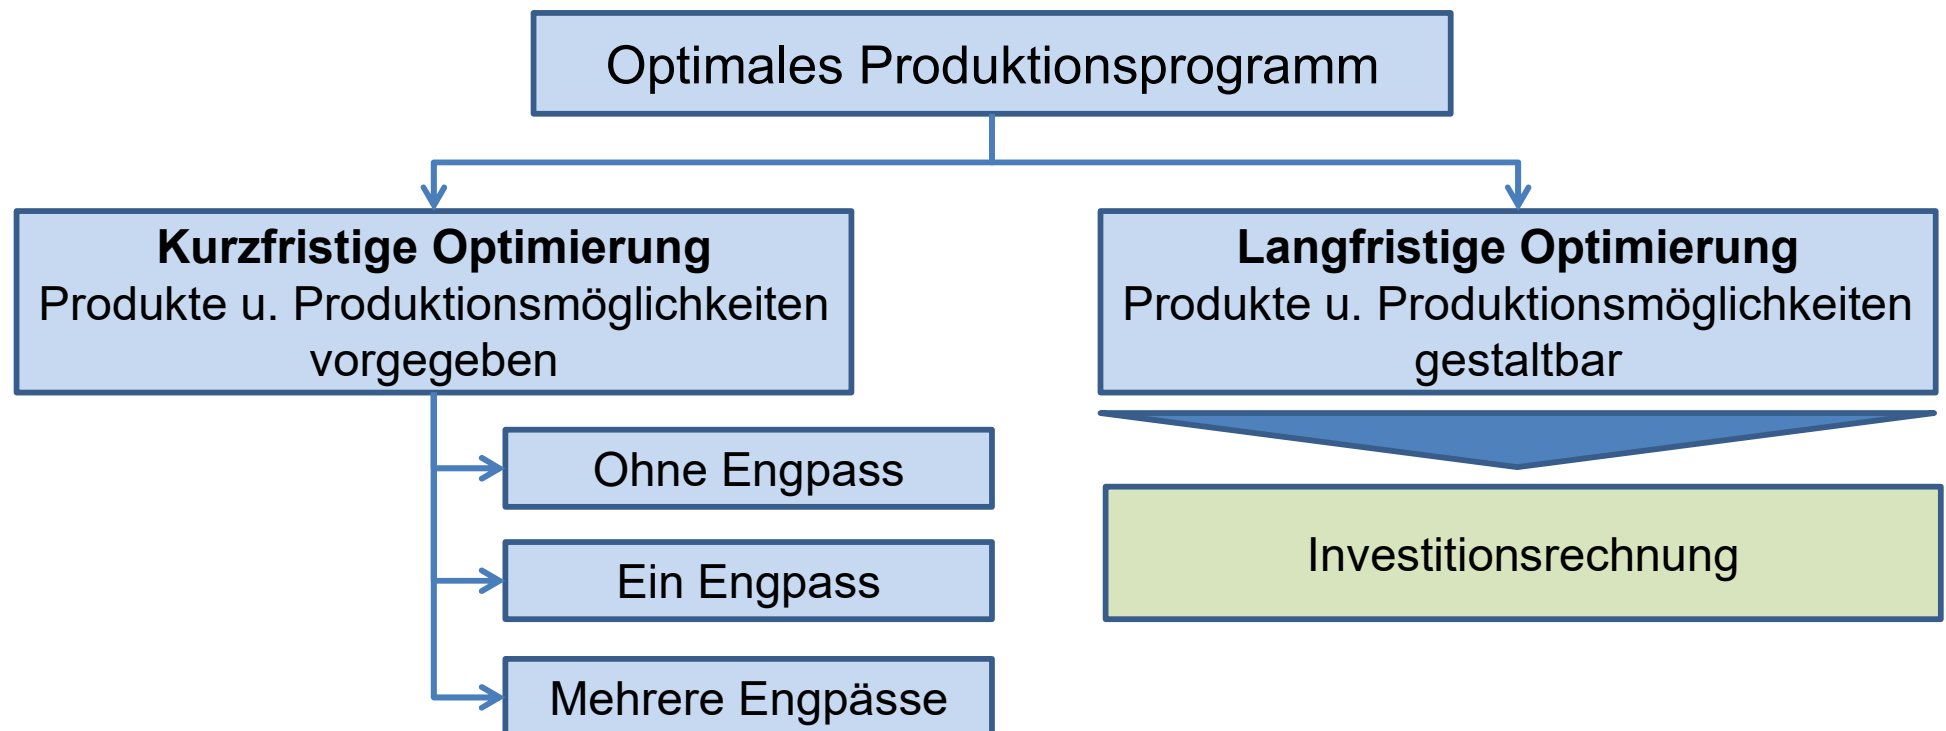 Optimales Produktionsprogramm
Kurzfristige Optimierung
Produkte u. Produktionsmöglichkeiten
vorgegeben
Langfristige Optimierung
Produkte u. Produktionsmöglichkeiten
gestaltbar
Ohne Engpass
Ein Engpass
Mehrere Engpässe
Investitionsrechnung